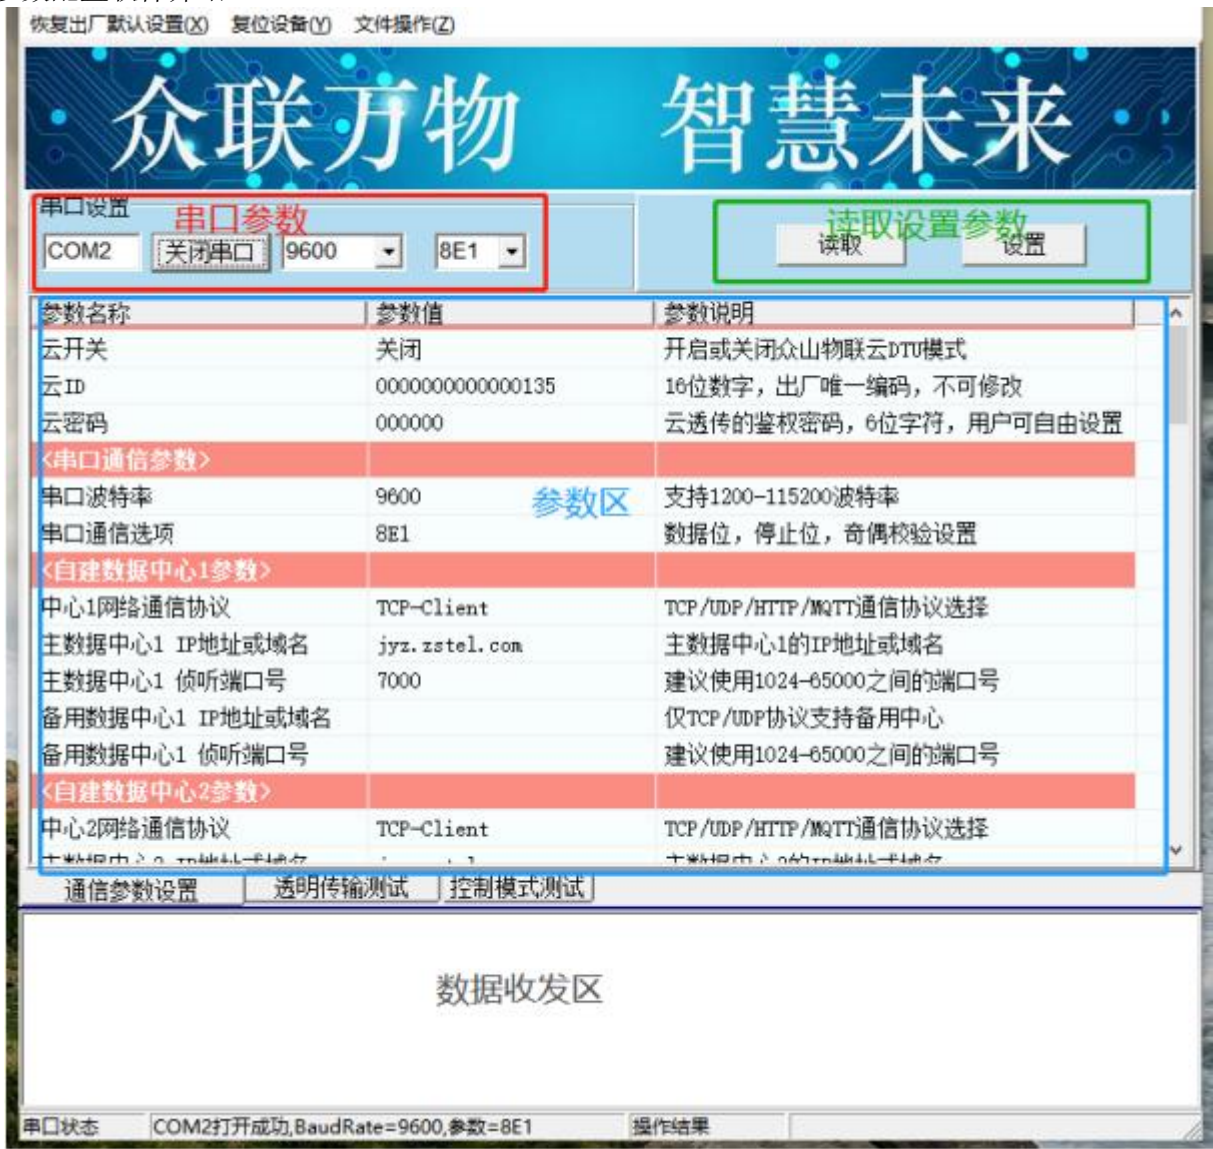 恢复出厂默认设置(X) 复位设备(Y) 文件操作(Z)
众联万物 智慧未来
串口设置
串口参数
读取设置参数
COM2 关闭串口 9600 8E1 读取 设置
参数名称 参数值 参数说明
云开关 关闭 开启或关闭众山物联云DTU模式
云ID 0000000000000135 16位数字，出厂唯一编码，不可修改
云密码 000000 云透传的鉴权密码，6位字符，用户可自由设置
<串口通信参数>
串口波特率 9600 支持1200-115200波特率
参数区
串口通信选项 8E1 数据位，停止位，奇偶校验设置
<自建数据中心1参数>
中心1网络通信协议 TCP-Client TCP/UDP/HTTP/MQTT通信协议选择
主数据中心1 IP地址或域名 jyz.zstel.com 主数据中心1的IP地址或域名
主数据中心1 侦听端口号 7000 建议使用1024-65000之间的端口号
备用数据中心1 IP地址或域名 仅TCP/UDP协议支持备用中心
备用数据中心1 侦听端口号 建议使用1024-65000之间的端口号
<自建数据中心2参数>
中心2网络通信协议 TCP-Client TCP/UDP/HTTP/MQTT通信协议选择
通信参数设置 透明传输测试 控制模式测试
数据收发区
串口状态 COM2打开成功,BaudRate=9600,参数=8E1 操作结果